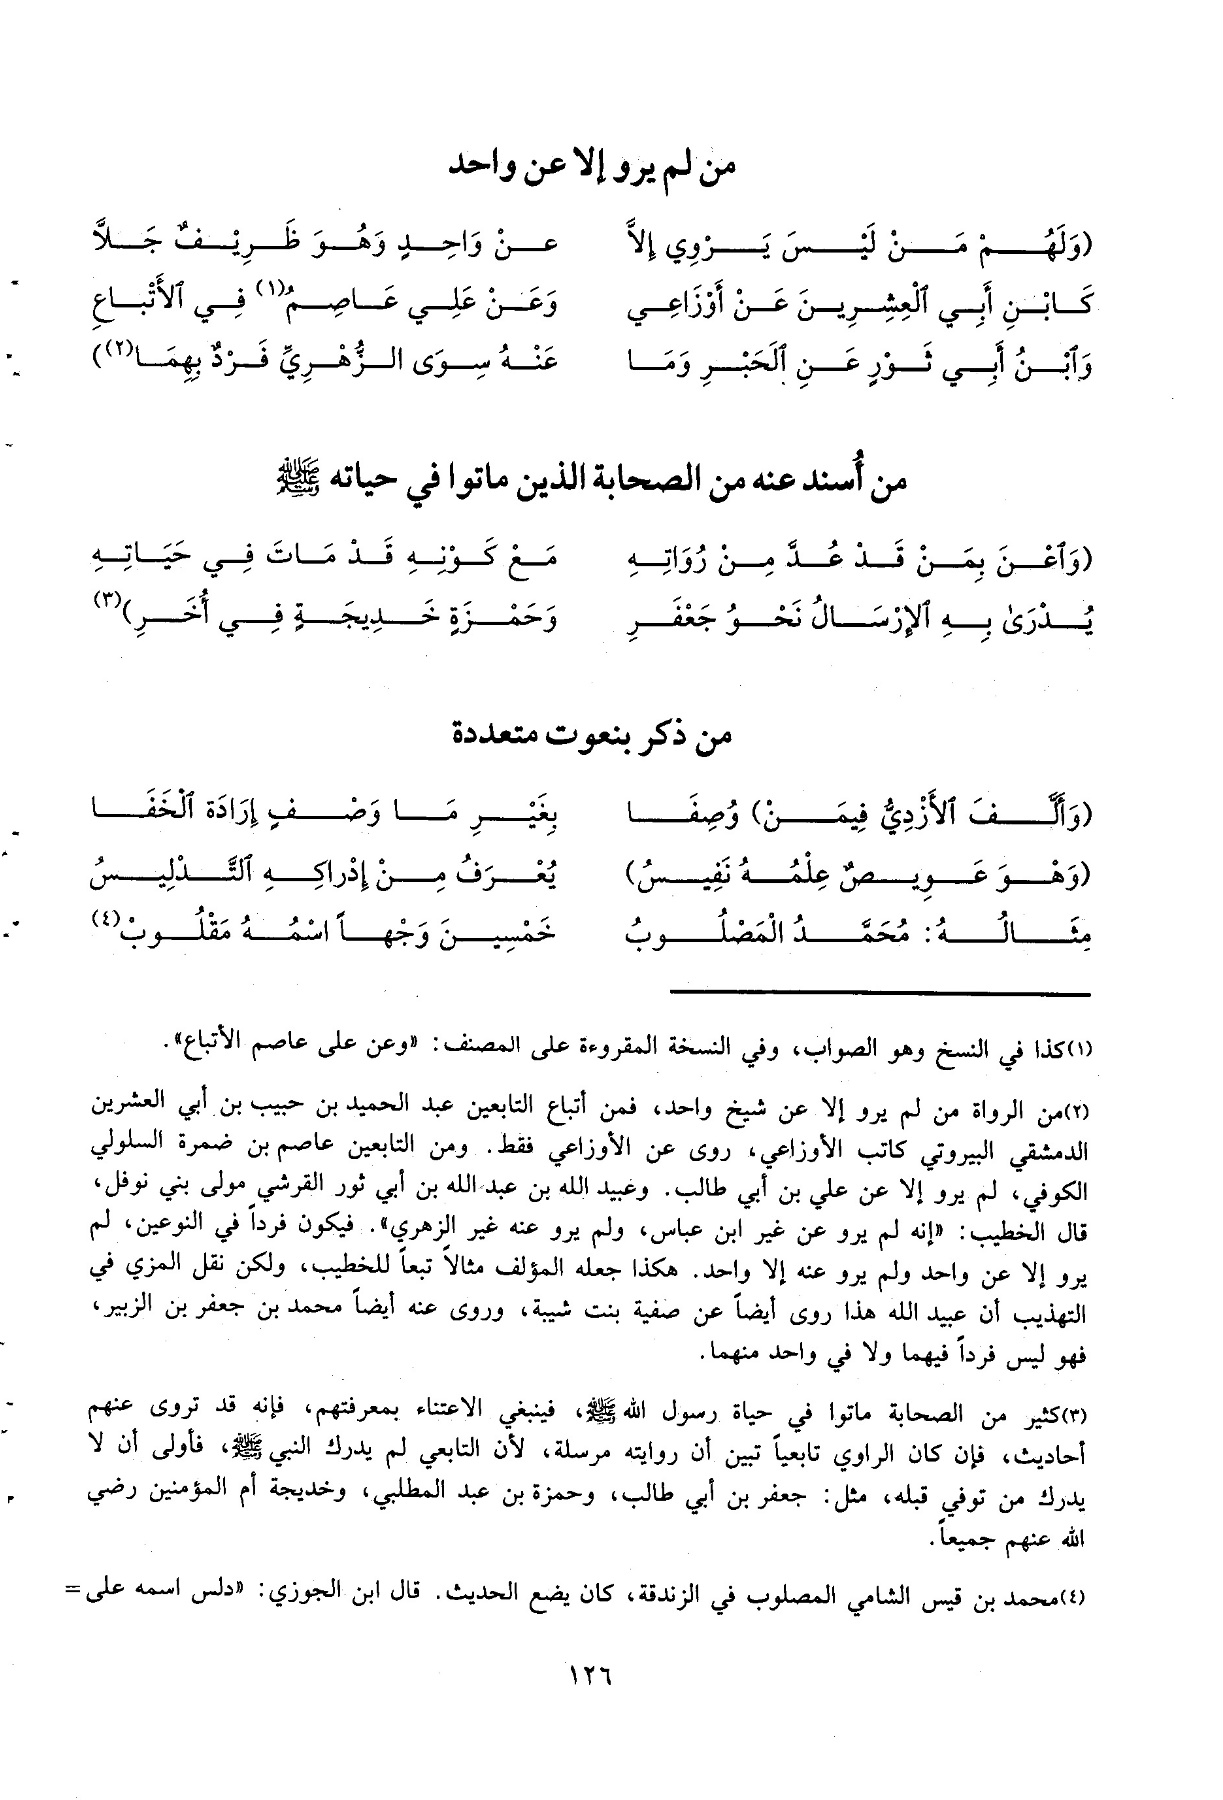 من لم يرو إلا عن واحد
(وَلَهُمْ مَنْ لَيْسَ يَرْوِي إِلاَّ عَنْ وَاحِدٍ وَهُوَ ظَرِيفٌ جَلاَّ
كَابْنِ أَبِي ٱلْعِشْرِينَ عَنْ أَوْزَاعِي وَعَنْ عَلِي عَاصِمُ(١) فِي ٱلأَتْبَاعِ
وَٱبْنُ أَبِي ثَوْرٍ عَنِ ٱلحَبْرِ وَمَا عَنْهُ سِوَى الزُّهْرِيِّ فَرْدٌ بِهِمَا(٢))
من أُسند عنه من الصحابة الذين ماتوا في حياته ﷺ
(وَٱعْنَ بِمَنْ قَدْ عُدَّ مِنْ رُوَاتِهِ مَعْ كَوْنِهِ قَدْ مَاتَ فِي حَيَاتِهِ
يُدْرَىٰ بِهِ ٱلإِرْسَالُ نَحْوُ جَعْفَرِ وَحَمْزَةٍ خَدِيجَةٍ فِي أُخَرِ)(٣)
من ذكر بنعوت متعددة
(وَأَلَّفَ ٱلأَزْدِيُّ فِيمَنْ) وُصِفَا بِغَيْرِ مَا وَصْفٍ إِرَادَةَ ٱلْخَفَا
(وَهْوَ عَوِيصٌ عِلْمُهُ نَفِيسُ) يُعْرَفُ مِنْ إِدْراكِهِ ٱلتَّدْلِيسُ
مِثَالُهُ: مُحَمَّدُ الْمَصْلُوبُ خَمْسِينَ وَجْهاً اسْمُهُ مَقْلُوبْ(٤)
(١)كذا في النسخ وهو الصواب، وفي النسخة المقروءة على المصنف: «وعن على عاصم الأتباع».
(٢)من الرواة من لم يرو إلا عن شيخ واحد، فمن أتباع التابعين عبد الحميد بن حبيب بن أبي العشرين
الدمشقي البيروتي كاتب الأوزاعي، روى عن الأوزاعي فقط. ومن التابعين عاصم بن ضمرة السلولي
الكوفي، لم يرو إلا عن علي بن أبي طالب. وعبيد الله بن عبد الله بن أبي ثور القرشي مولى بني نوفل،
قال الخطيب: «إنه لم يرو عن غير ابن عباس، ولم يرو عنه غير الزهري». فيكون فرداً في النوعين، لم
يرو إلا عن واحد ولم يرو عنه إلا واحد. هكذا جعله المؤلف مثالاً تبعاً للخطيب، ولكن نقل المزي في
التهذيب أن عبيد الله هذا روى أيضاً عن صفية بنت شيبة، وروى عنه أيضاً محمد بن جعفر بن الزبير،
فهو ليس فرداً فيهما ولا في واحد منهما.
(٣)كثير من الصحابة ماتوا في حياة رسول الله ﷺ، فينبغي الاعتناء بمعرفتهم، فإنه قد تروى عنهم
أحاديث، فإن كان الراوي تابعياً تبين أن روايته مرسلة، لأن التابعي لم يدرك النبي ﷺ، فأولى أن لا
يدرك من توفي قبله، مثل: جعفر بن أبي طالب، وحمزة بن عبد المطلبي، وخديجة أم المؤمنين رضي
الله عنهم جميعاً.
(٤)محمد بن قيس الشامي المصلوب في الزندقة، كان يضع الحديث. قال ابن الجوزي: «دلس اسمه على =
١٢٦